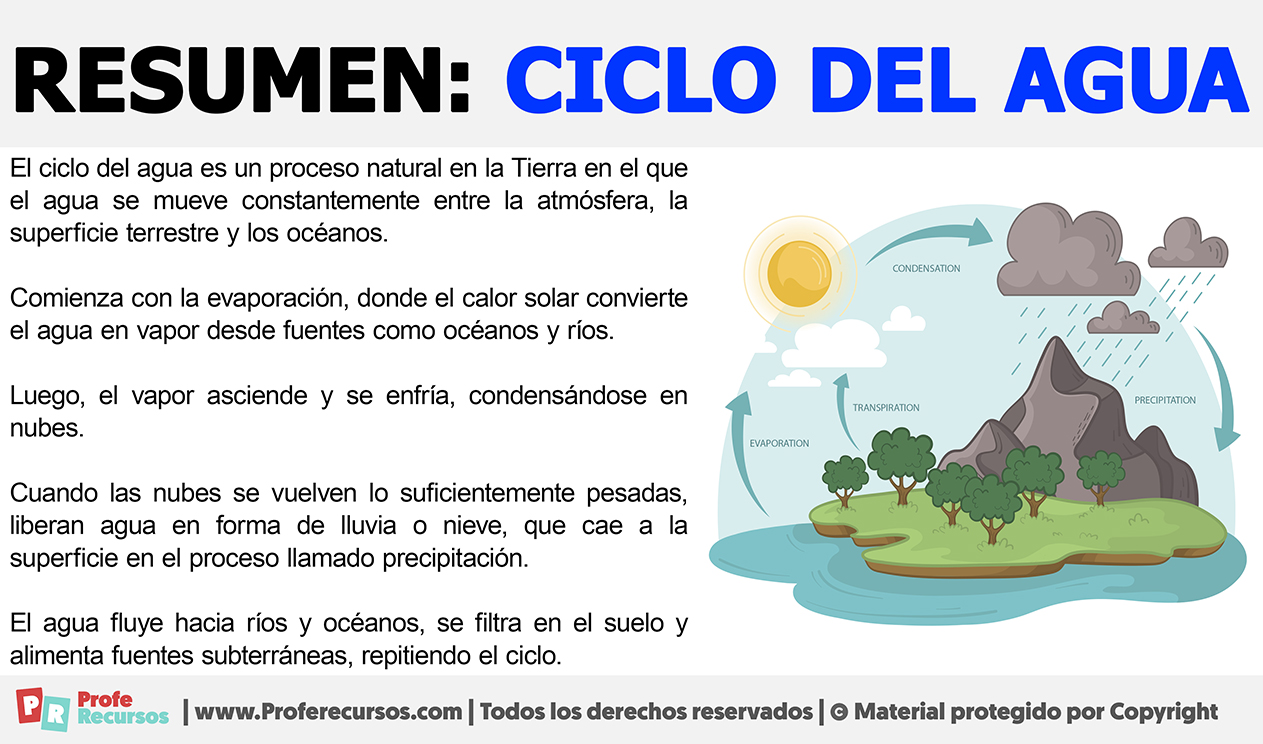 RESUMEN: CICLO DEL AGUA
El ciclo del agua es un proceso natural en la Tierra en el que
el agua se mueve constantemente entre la atmósfera, la
superficie terrestre y los océanos.
Comienza con la evaporación, donde el calor solar convierte
el agua en vapor desde fuentes como océanos y ríos.
Luego, el vapor asciende y se enfría, condensándose en
nubes.
Cuando las nubes se vuelven lo suficientemente pesadas,
liberan agua en forma de lluvia o nieve, que cae a la
superficie en el proceso llamado precipitación.
El agua fluye hacia ríos y océanos, se filtra en el suelo y
alimenta fuentes subterráneas, repitiendo el ciclo.
CONDENSATION
TRANSPIRATION
EVAPORATION
PRECIPITATION
PR Profe
Recursos
| www.Proferecursos.com | Todos los derechos reservados | © Material protegido por Copyright